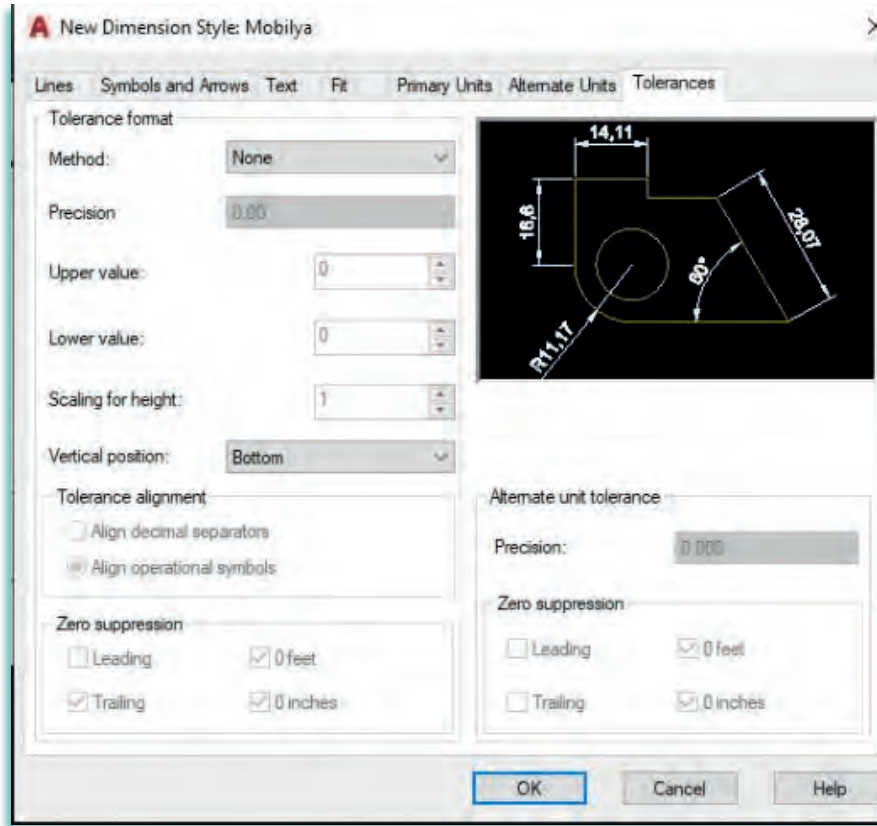 New Dimension Style: Mobilya
Lines Symbols and Arrows Text Fit Primary Units Alternate Units Tolerances
Tolerance format
Method: None
Precision 0.00
Upper value: 0
Lower value: 0
Scaling for height: 1
Vertical position: Bottom
Tolerance alignment
Align decimal separators
Align operational symbols
Zero suppression
Leading 0 feet
Trailing 0 inches
14,11
16,6
28,07
60°
R11,17
Alternate unit tolerance
Precision: 0.000
Zero suppression
Leading 0 feet
Trailing 0 inches
OK Cancel Help